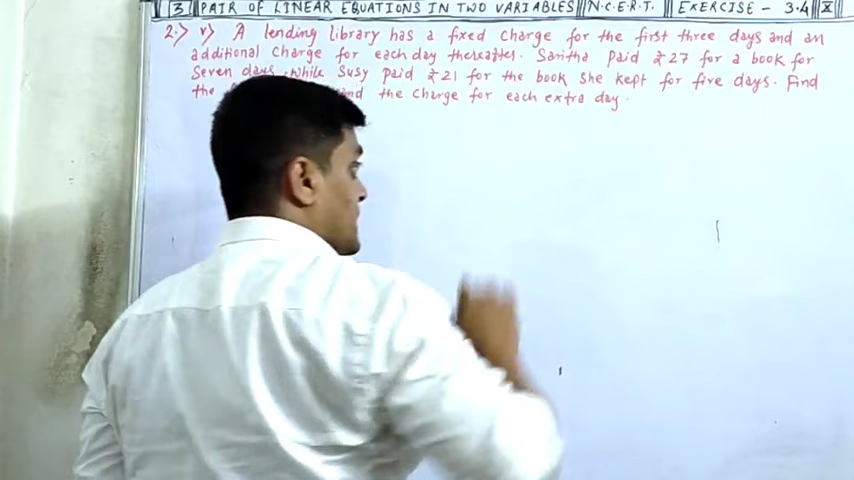 3 PAIR OF LINEAR EQUATIONS IN TWO VARIABLES N.C.E.R.T. EXERCISE - 3.4 X
2.> v> A lending library has a fixed charge for the first three days and an
additional charge for each day thereafter. Saritha paid ₹27 for a book for
Seven days, while Susy paid ₹21 for the book she kept for five days. Find
the and the charge for each extra day.